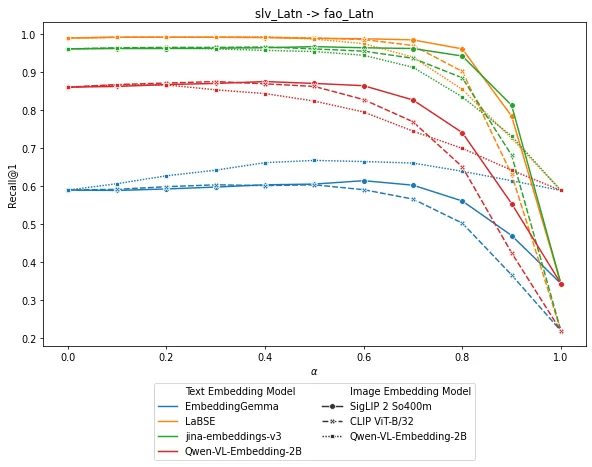 slv_Latn -> fao_Latn
Recall@1
1.0
0.9
0.8
0.7
0.6
0.5
0.4
0.3
0.2
0.0 0.2 0.4 0.6 0.8 1.0
α
Text Embedding Model
EmbeddingGemma
LaBSE
jina-embeddings-v3
Qwen-VL-Embedding-2B
Image Embedding Model
SigLIP 2 So400m
CLIP ViT-B/32
Qwen-VL-Embedding-2B